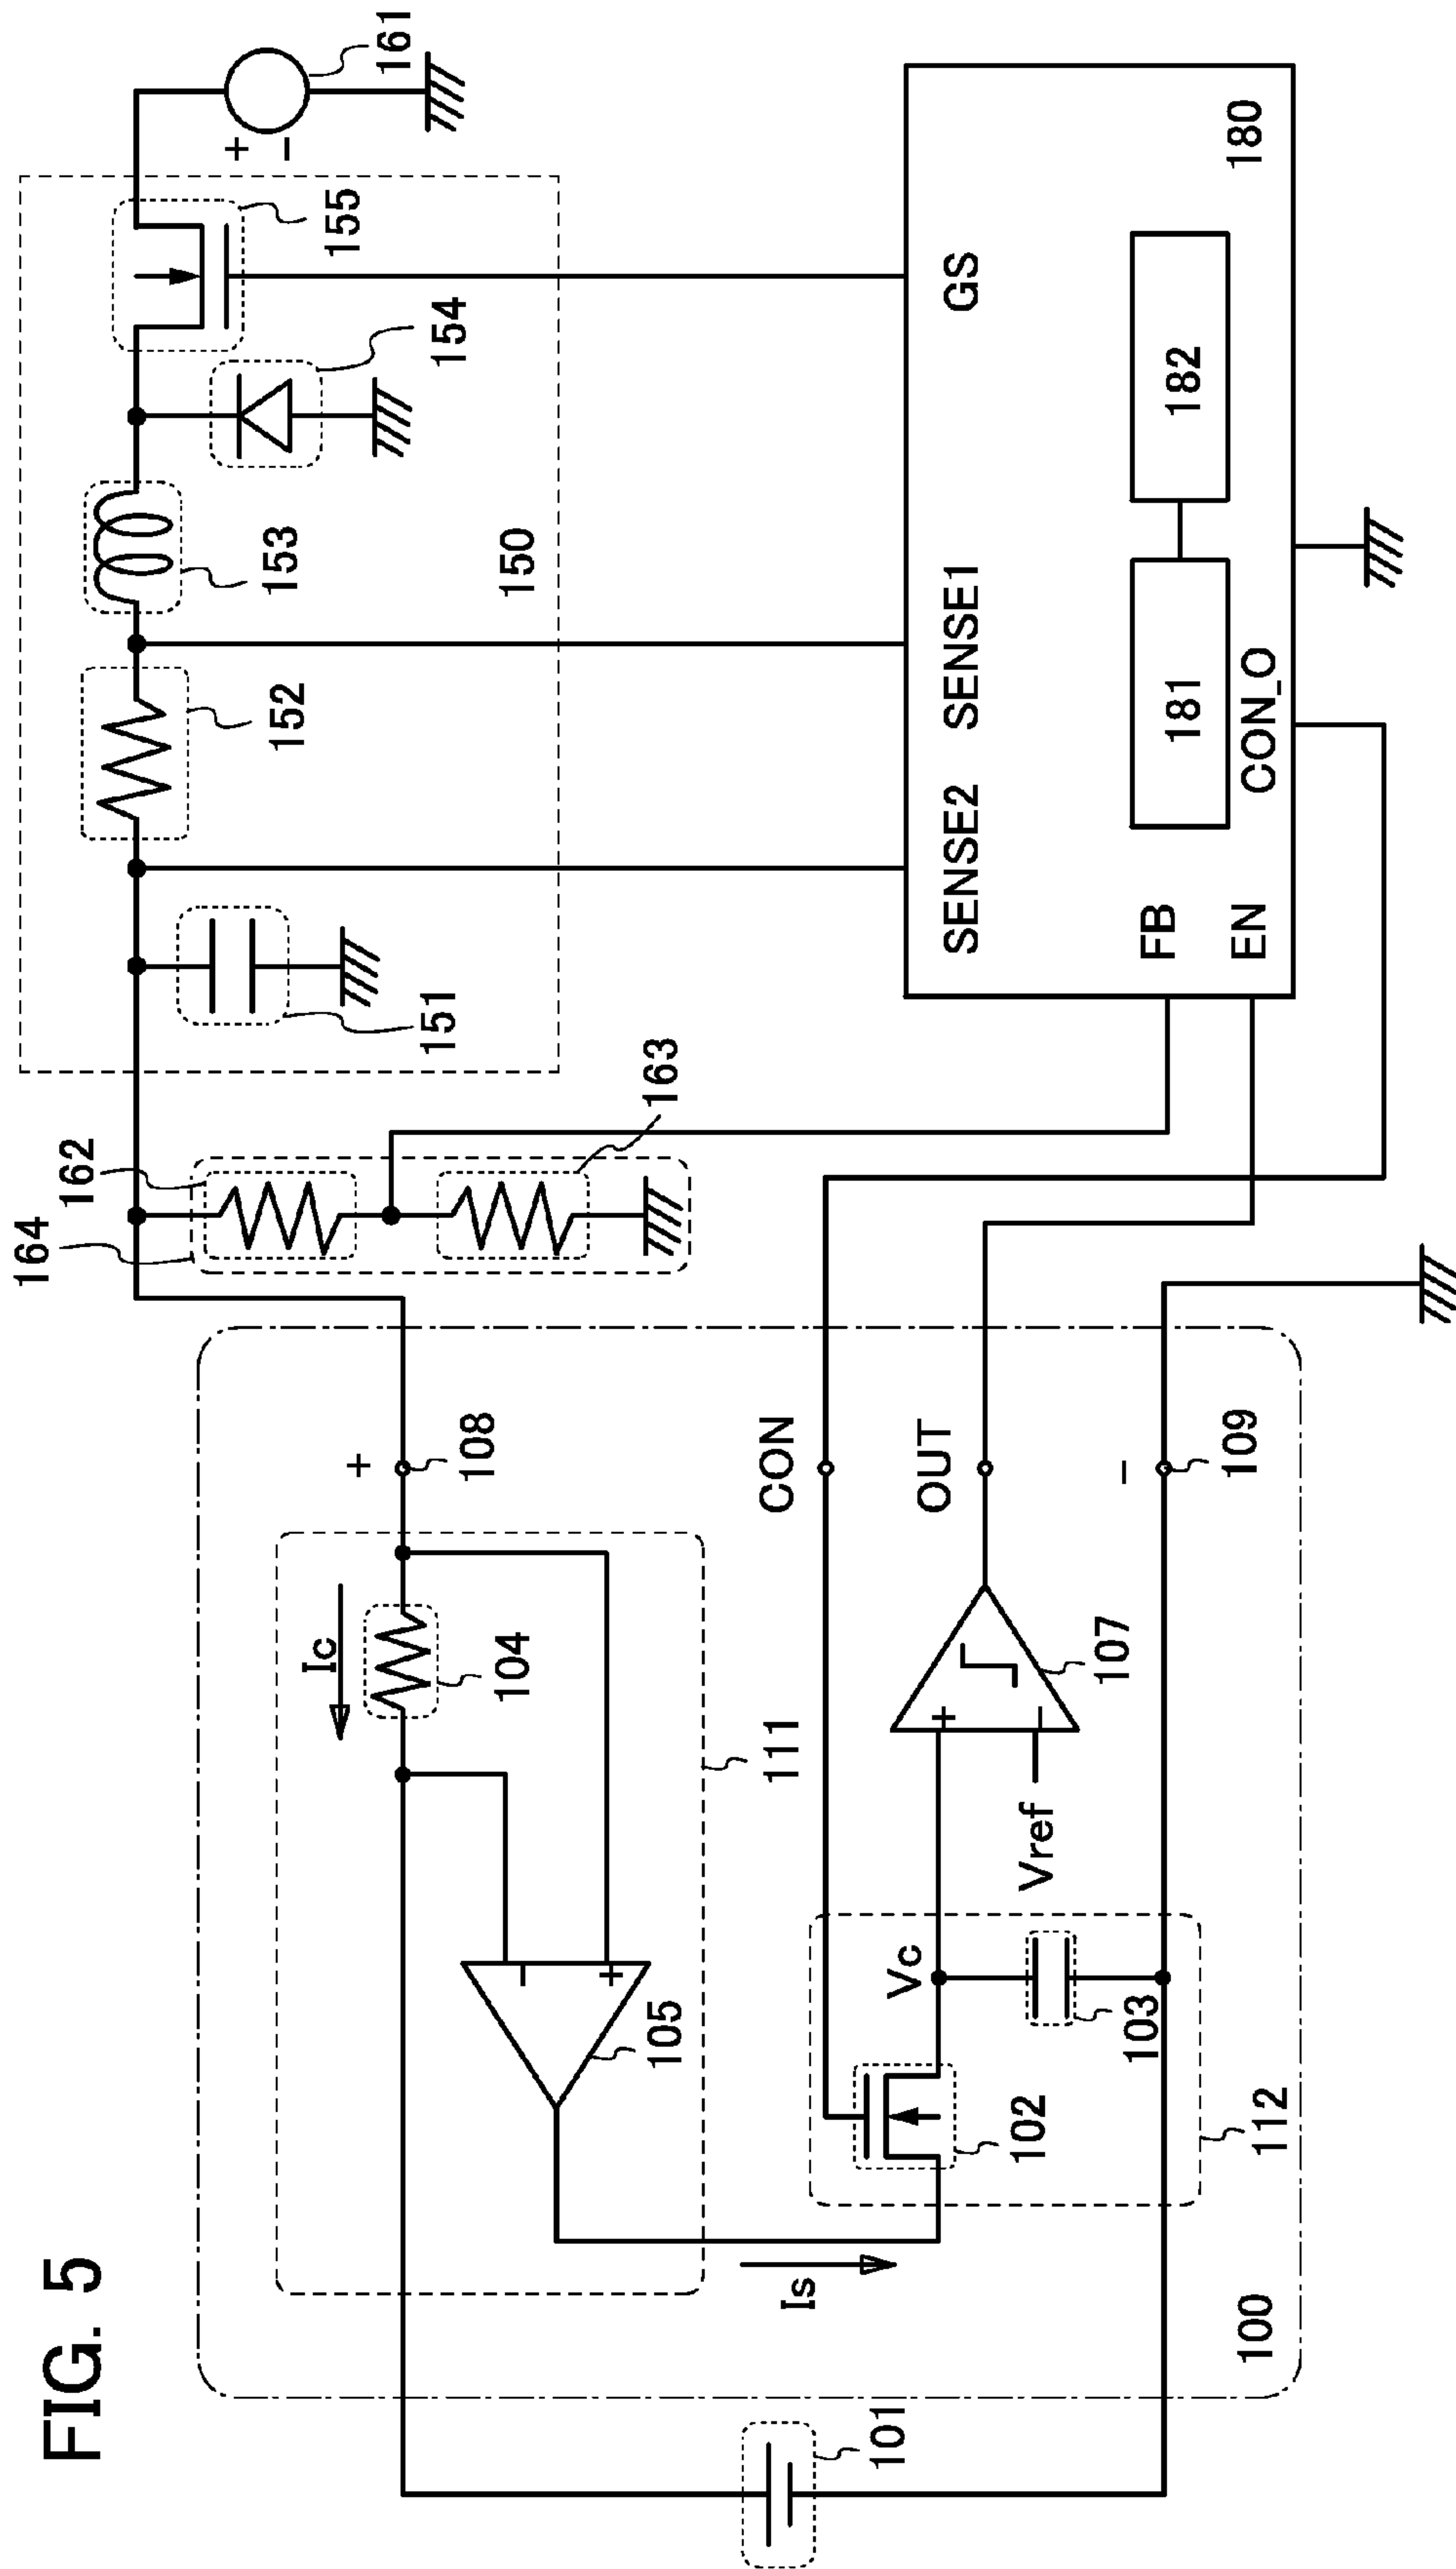 FIG. 5
164
162
163
151
152
153
154
155
161
+
−
150
SENSE2
SENSE1
GS
FB
EN
181
182
CON_O
180
Ic
104
+
108
111
−
+
105
Is
CON
OUT
−
109
107
+
−
Vref
Vc
102
103
112
100
101